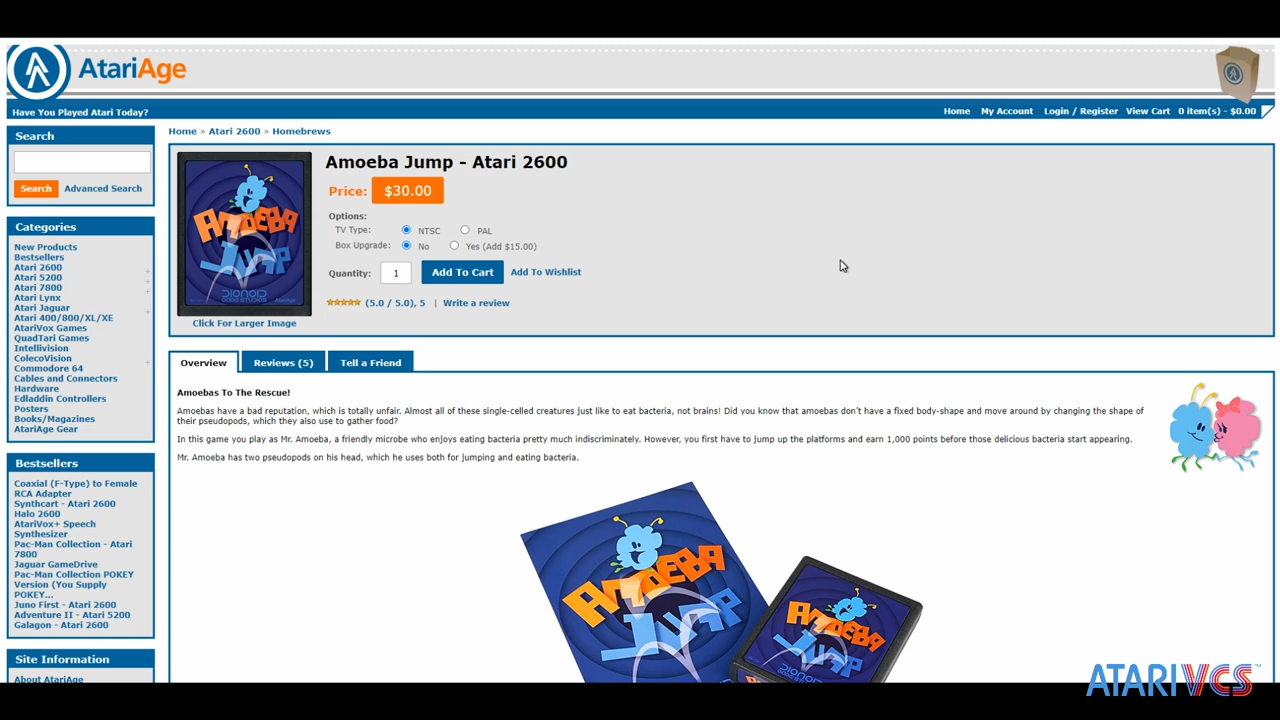 AtariAge
Have You Played Atari Today?
Home My Account Login / Register View Cart 0 item(s) - $0.00
Search
Search Advanced Search
Categories
New Products
Bestsellers
Atari 2600
Atari 5200
Atari 7800
Atari Lynx
Atari Jaguar
Atari 400/800/XL/XE
AtariVox Games
QuadTari Games
Intellivision
ColecoVision
Commodore 64
Cables and Connectors
Hardware
Edladdin Controllers
Posters
Books/Magazines
AtariAge Gear
Bestsellers
Coaxial (F-Type) to Female
RCA Adapter
Synthcart - Atari 2600
Halo 2600
AtariVox+ Speech
Synthesizer
Pac-Man Collection - Atari
7800
Jaguar GameDrive
Pac-Man Collection POKEY
Version (You Supply
POKEY...
Juno First - Atari 2600
Adventure II - Atari 5200
Galagon - Atari 2600
Site Information
About AtariAge
Home » Atari 2600 » Homebrews
AMOEBA
JUMP
DIONOID
Click For Larger Image
Amoeba Jump - Atari 2600
Price: $30.00
Options:
TV Type: NTSC PAL
Box Upgrade: No Yes (Add $15.00)
Quantity: 1 Add To Cart Add To Wishlist
(5.0 / 5.0), 5 | Write a review
Overview Reviews (5) Tell a Friend
Amoebas To The Rescue!
Amoebas have a bad reputation, which is totally unfair. Almost all of these single-celled creatures just like to eat bacteria, not brains! Did you know that amoebas don't have a fixed body-shape and move around by changing the shape of
their pseudopods, which they also use to gather food?
In this game you play as Mr. Amoeba, a friendly microbe who enjoys eating bacteria pretty much indiscriminately. However, you first have to jump up the platforms and earn 1,000 points before those delicious bacteria start appearing.
Mr. Amoeba has two pseudopods on his head, which he uses both for jumping and eating bacteria.
AMOEBA
JUMP
AMOEBA
JUMP
DIONOID
ATARI VCS